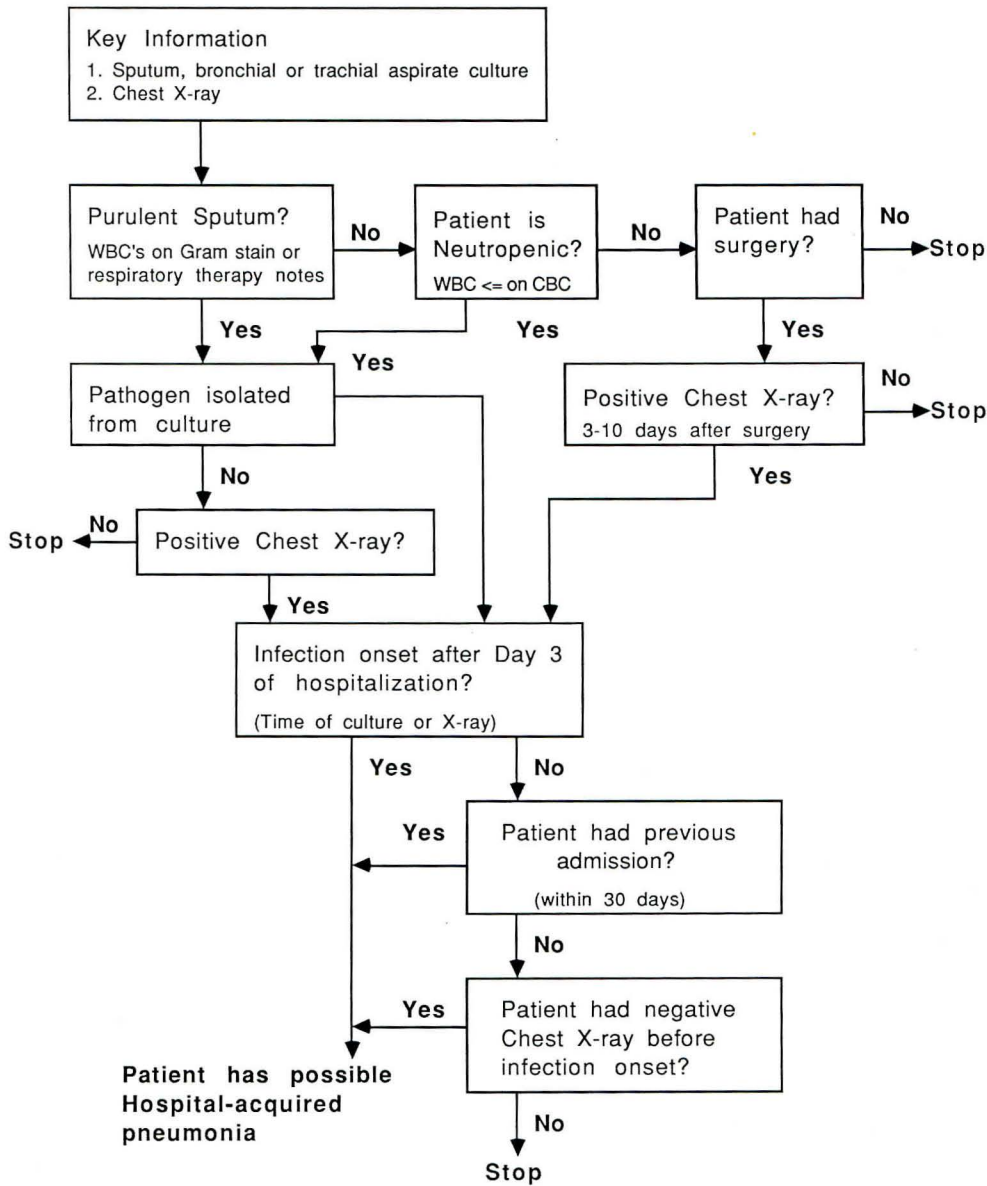 Key Information
1. Sputum, bronchial or trachial aspirate culture
2. Chest X-ray
Purulent Sputum?
WBC's on Gram stain or
respiratory therapy notes
No
Patient is
Neutropenic?
WBC <= on CBC
No
Patient had
surgery?
No
Stop
Yes
Yes
Yes
Yes
Pathogen isolated
from culture
Positive Chest X-ray?
3-10 days after surgery
No
Stop
No
Yes
Stop
No
Positive Chest X-ray?
Yes
Infection onset after Day 3
of hospitalization?
(Time of culture or X-ray)
Yes
No
Yes
Patient had previous
admission?
(within 30 days)
No
Yes
Patient had negative
Chest X-ray before
infection onset?
Patient has possible
Hospital-acquired
pneumonia
No
Stop